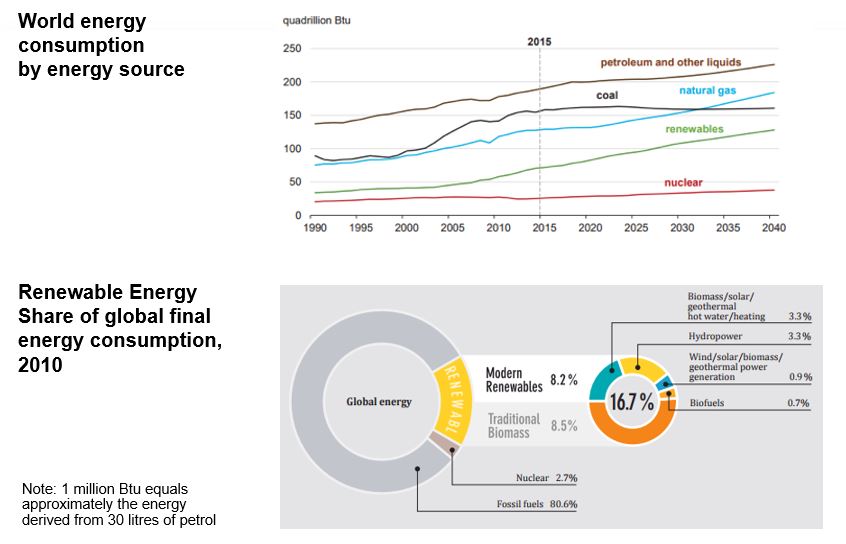 World energy
consumption
by energy source
quadrillion Btu
2015
250
200
150
100
50
0
petroleum and other liquids
natural gas
coal
renewables
nuclear
1990 1995 2000 2005 2010 2015 2020 2025 2030 2035 2040
Renewable Energy
Share of global final
energy consumption,
2010
Global energy
RENEWABL
Modern
Renewables 8.2 %
Traditional
Biomass 8.5%
16.7 %
Biomass/solar/
geothermal
hot water/heating 3.3 %
Hydropower 3.3%
Wind/solar/biomass/
geothermal power
generation 0.9%
Biofuels 0.7%
Nuclear 2.7%
Fossil fuels 80.6%
Note: 1 million Btu equals
approximately the energy
derived from 30 litres of petrol